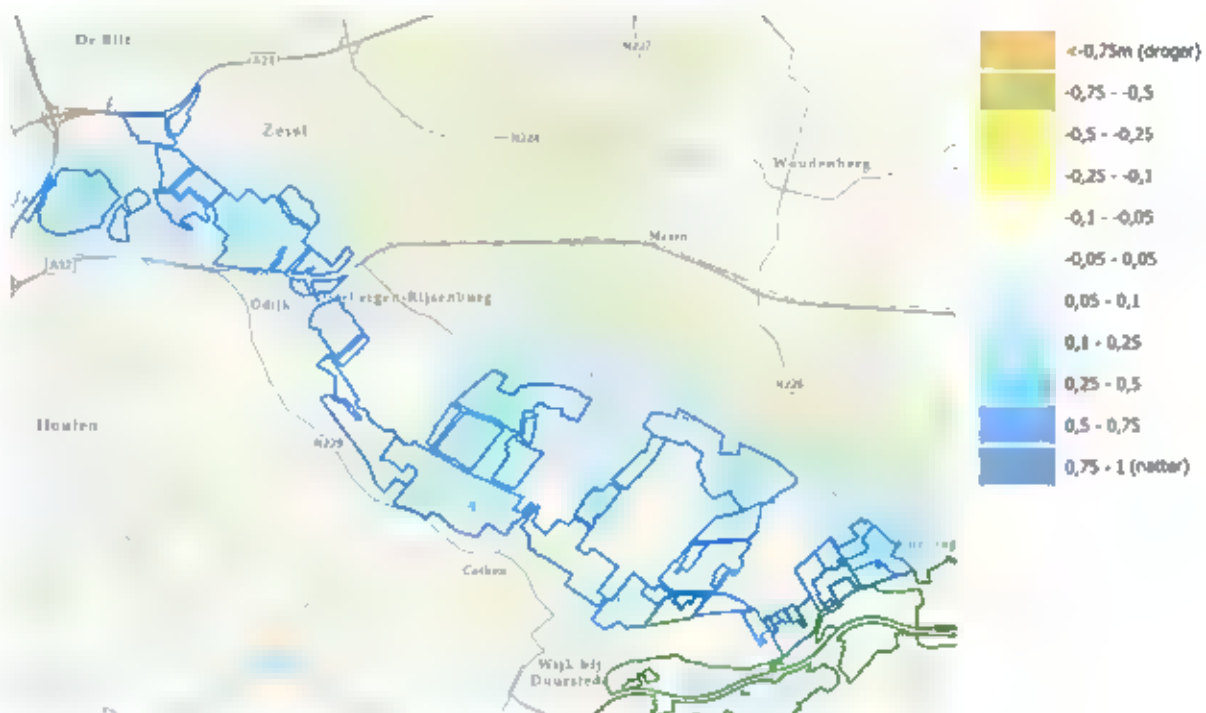 De Bilt
A28
N227
Zeist
N224
Woudenberg
Maarn
A12
Odijk
N226
Houten
N229
Cothen
Wijk bij
Duurstede
<-0,75m (droger)
-0,75 - -0,5
-0,5 - -0,25
-0,25 - -0,1
-0,1 - -0,05
-0,05 - 0,05
0,05 - 0,1
0,1 - 0,25
0,25 - 0,5
0,5 - 0,75
0,75 - 1 (natter)